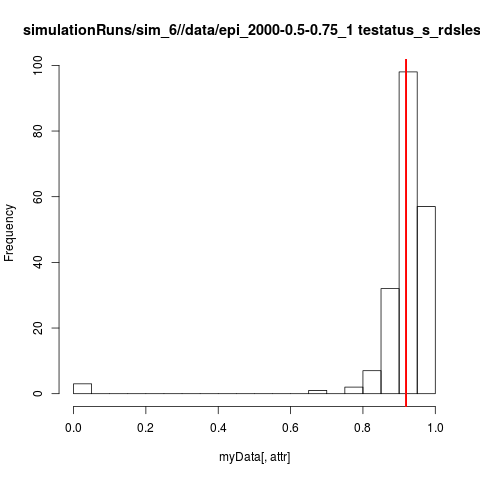 simulationRuns/sim_6//data/epi_2000-0.5-0.75_1 testatus_s_rdsles
Frequency
100
80
60
40
20
0
0.0 0.2 0.4 0.6 0.8 1.0
myData[, attr]